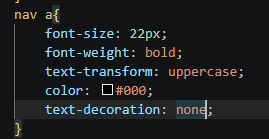 nav a{
    font-size: 22px;
    font-weight: bold;
    text-transform: uppercase;
    color: #000;
    text-decoration: none;
}